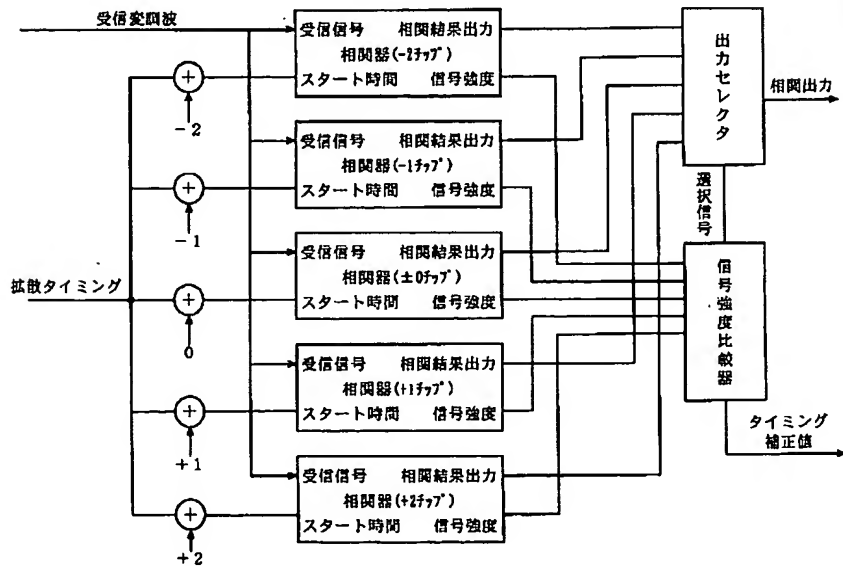 受信変調波
受信信号 相関結果出力
相関器(-2ﾁｯﾌﾟ)
スタート時間 信号強度
-2
受信信号 相関結果出力
相関器(-1ﾁｯﾌﾟ)
スタート時間 信号強度
-1
受信信号 相関結果出力
相関器(±0ﾁｯﾌﾟ)
スタート時間 信号強度
拡散タイミング
0
受信信号 相関結果出力
相関器(+1ﾁｯﾌﾟ)
スタート時間 信号強度
+1
受信信号 相関結果出力
相関器(+2ﾁｯﾌﾟ)
スタート時間 信号強度
+2
出力セレクタ
相関出力
選択信号
信号強度比較器
タイミング
補正値